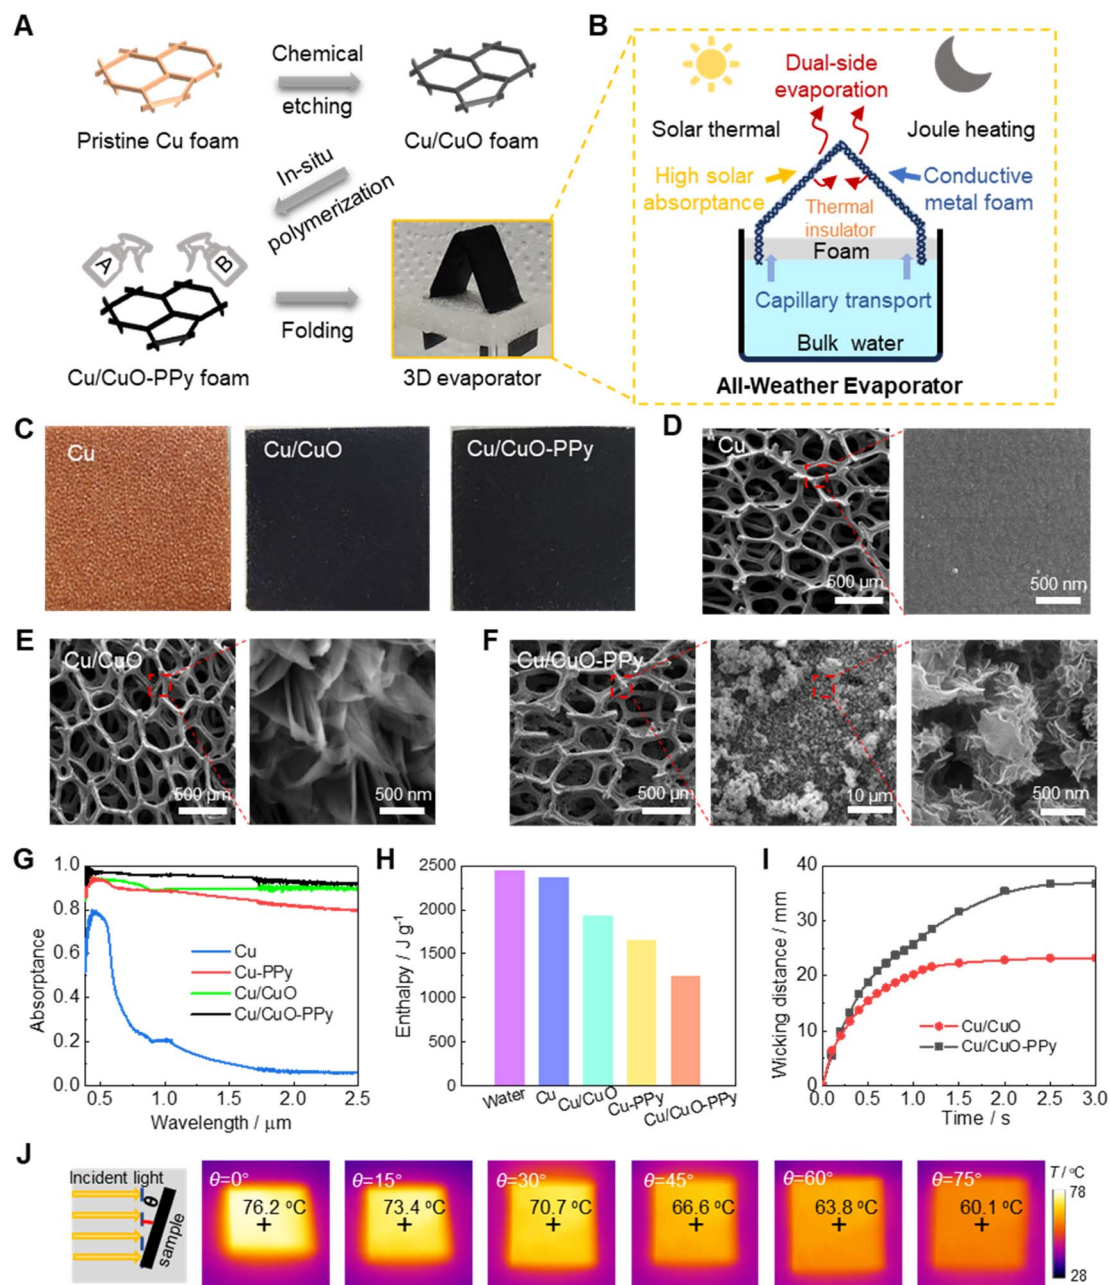 A
Chemical
etching
Pristine Cu foam
Cu/CuO foam
In-situ
polymerization
A
B
Folding
Cu/CuO-PPy foam
3D evaporator
B
Dual-side
evaporation
Solar thermal
Joule heating
High solar
absorptance
Conductive
metal foam
Thermal
insulator
Foam
Capillary transport
Bulk water
All-Weather Evaporator
C
Cu
Cu/CuO
Cu/CuO-PPy
D
Cu
500 µm
500 nm
E
Cu/CuO
500 µm
500 nm
F
Cu/CuO-PPy
500 µm
10 µm
500 nm
G
1.0
0.8
0.6
0.4
0.2
0.0
Absorptance
Cu
Cu-PPy
Cu/CuO
Cu/CuO-PPy
0.5
1.0
1.5
2.0
2.5
Wavelength / µm
H
2500
2000
1500
1000
500
0
Enthalpy / J g⁻¹
Water
Cu
Cu/CuO
Cu-PPy
Cu/CuO-PPy
I
40
30
20
10
0
Wicking distance / mm
Cu/CuO
Cu/CuO-PPy
0.0
0.5
1.0
1.5
2.0
2.5
3.0
Time / s
J
Incident light
θ
sample
θ=0°
76.2 °C
θ=15°
73.4 °C
θ=30°
70.7 °C
θ=45°
66.6 °C
θ=60°
63.8 °C
θ=75°
60.1 °C
T / °C
78
28